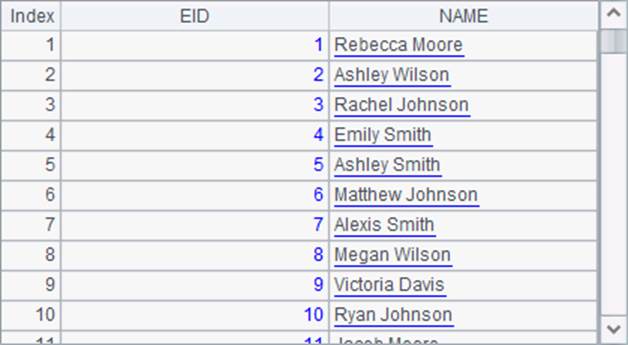 Index EID NAME
1 1 Rebecca Moore
2 2 Ashley Wilson
3 3 Rachel Johnson
4 4 Emily Smith
5 5 Ashley Smith
6 6 Matthew Johnson
7 7 Alexis Smith
8 8 Megan Wilson
9 9 Victoria Davis
10 10 Ryan Johnson
11 11 Jacob Moore